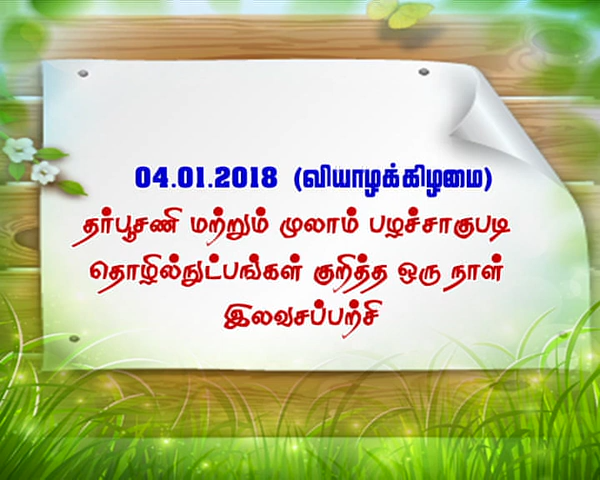 04.01.2018 (வியாழக்கிழமை)
தர்பூசணி மற்றும் முலாம் பழச்சாகுபடி
தொழில்நுட்பங்கள் குறித்த ஒரு நாள்
இலவசப்பற்சி